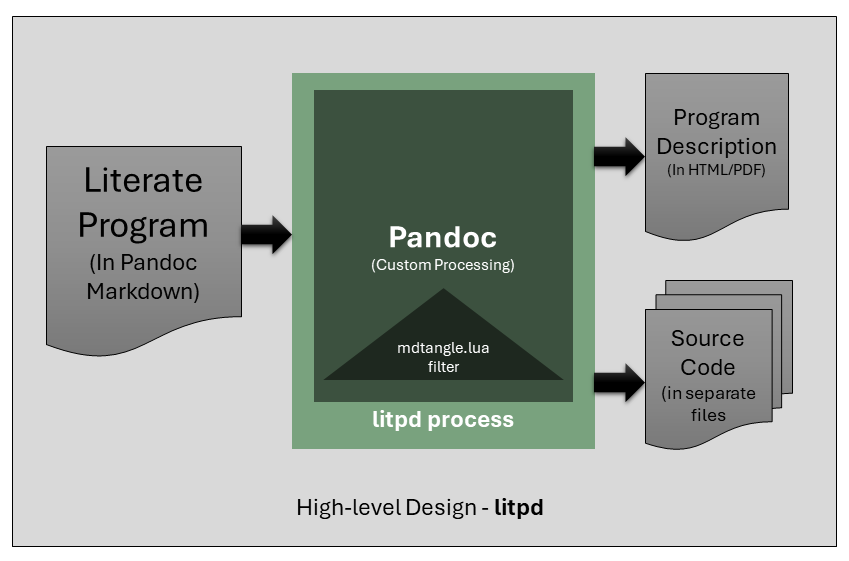 Literate
Program
(In Pandoc
Markdown)
Pandoc
(Custom Processing)
mdtangle.lua
filter
litpd process
Program
Description
(In HTML/PDF)
Source
Code
(in separate
files
High-level Design - litpd